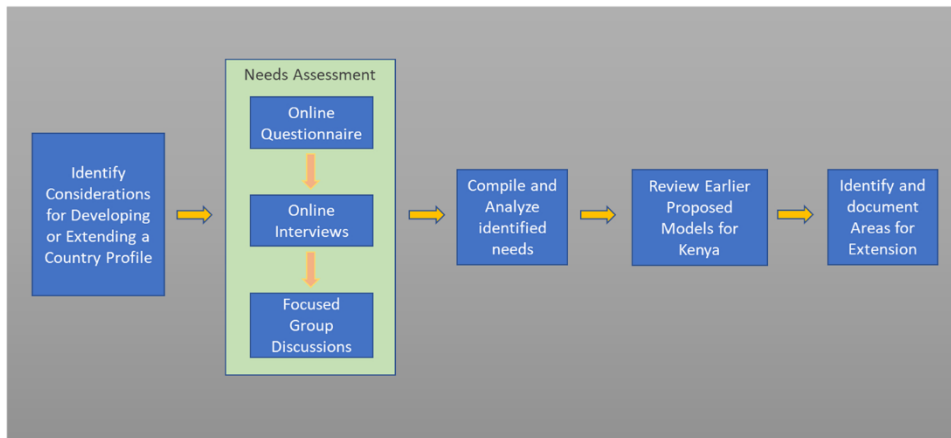 Identify
Considerations
for Developing
or Extending a
Country Profile
Needs Assessment
Online
Questionnaire
Online
Interviews
Focused
Group
Discussions
Compile and
Analyze
identified
needs
Review Earlier
Proposed
Models for
Kenya
Identify and
document
Areas for
Extension